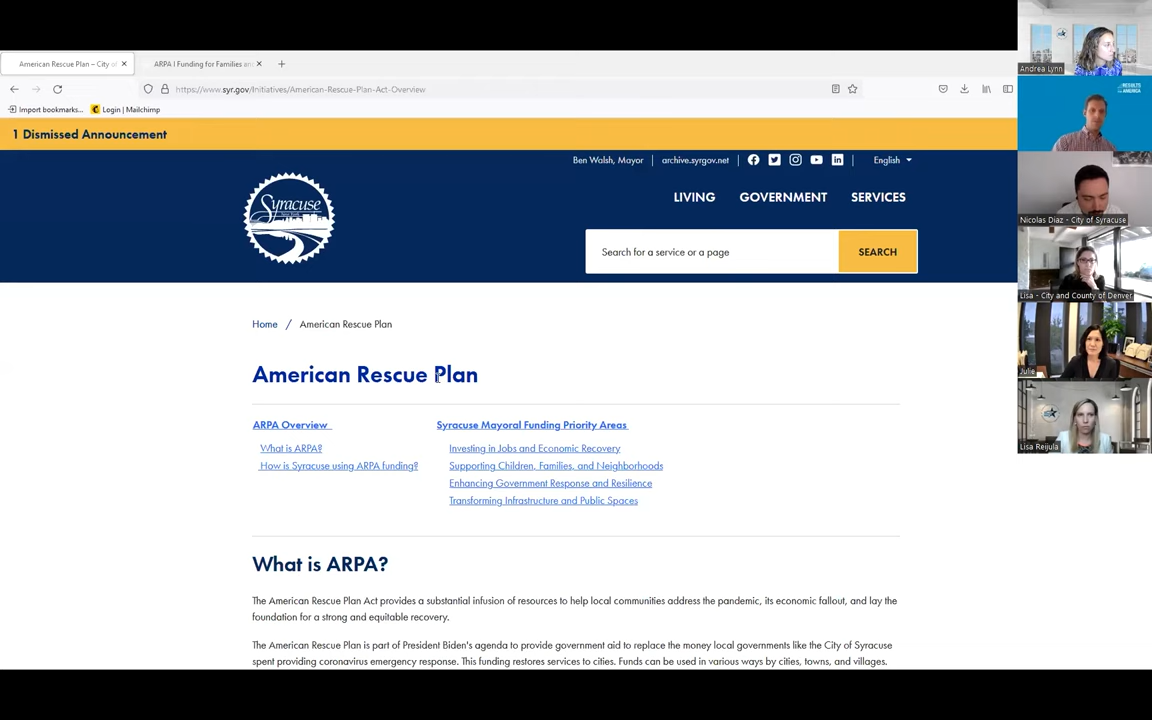 American Rescue Plan – City of
ARPA | Funding for Families an
https://www.syr.gov/Initiatives/American-Rescue-Plan-Act-Overview
Import bookmarks...
Login | Mailchimp
1 Dismissed Announcement
Ben Walsh, Mayor
archive.syrgov.net
English
Syracuse
LIVING
GOVERNMENT
SERVICES
Search for a service or a page
SEARCH
Home / American Rescue Plan
American Rescue Plan
ARPA Overview
What is ARPA?
How is Syracuse using ARPA funding?
Syracuse Mayoral Funding Priority Areas
Investing in Jobs and Economic Recovery
Supporting Children, Families, and Neighborhoods
Enhancing Government Response and Resilience
Transforming Infrastructure and Public Spaces
What is ARPA?
The American Rescue Plan Act provides a substantial infusion of resources to help local communities address the pandemic, its economic fallout, and lay the
foundation for a strong and equitable recovery.
The American Rescue Plan is part of President Biden's agenda to provide government aid to replace the money local governments like the City of Syracuse
spent providing coronavirus emergency response. This funding restores services to cities. Funds can be used in various ways by cities, towns, and villages.
Andrea Lynn
RESULTS
AMERICA
Nicolas Diaz - City of Syracuse
Lisa - City and County of Denver
Julie
Lisa Reijula